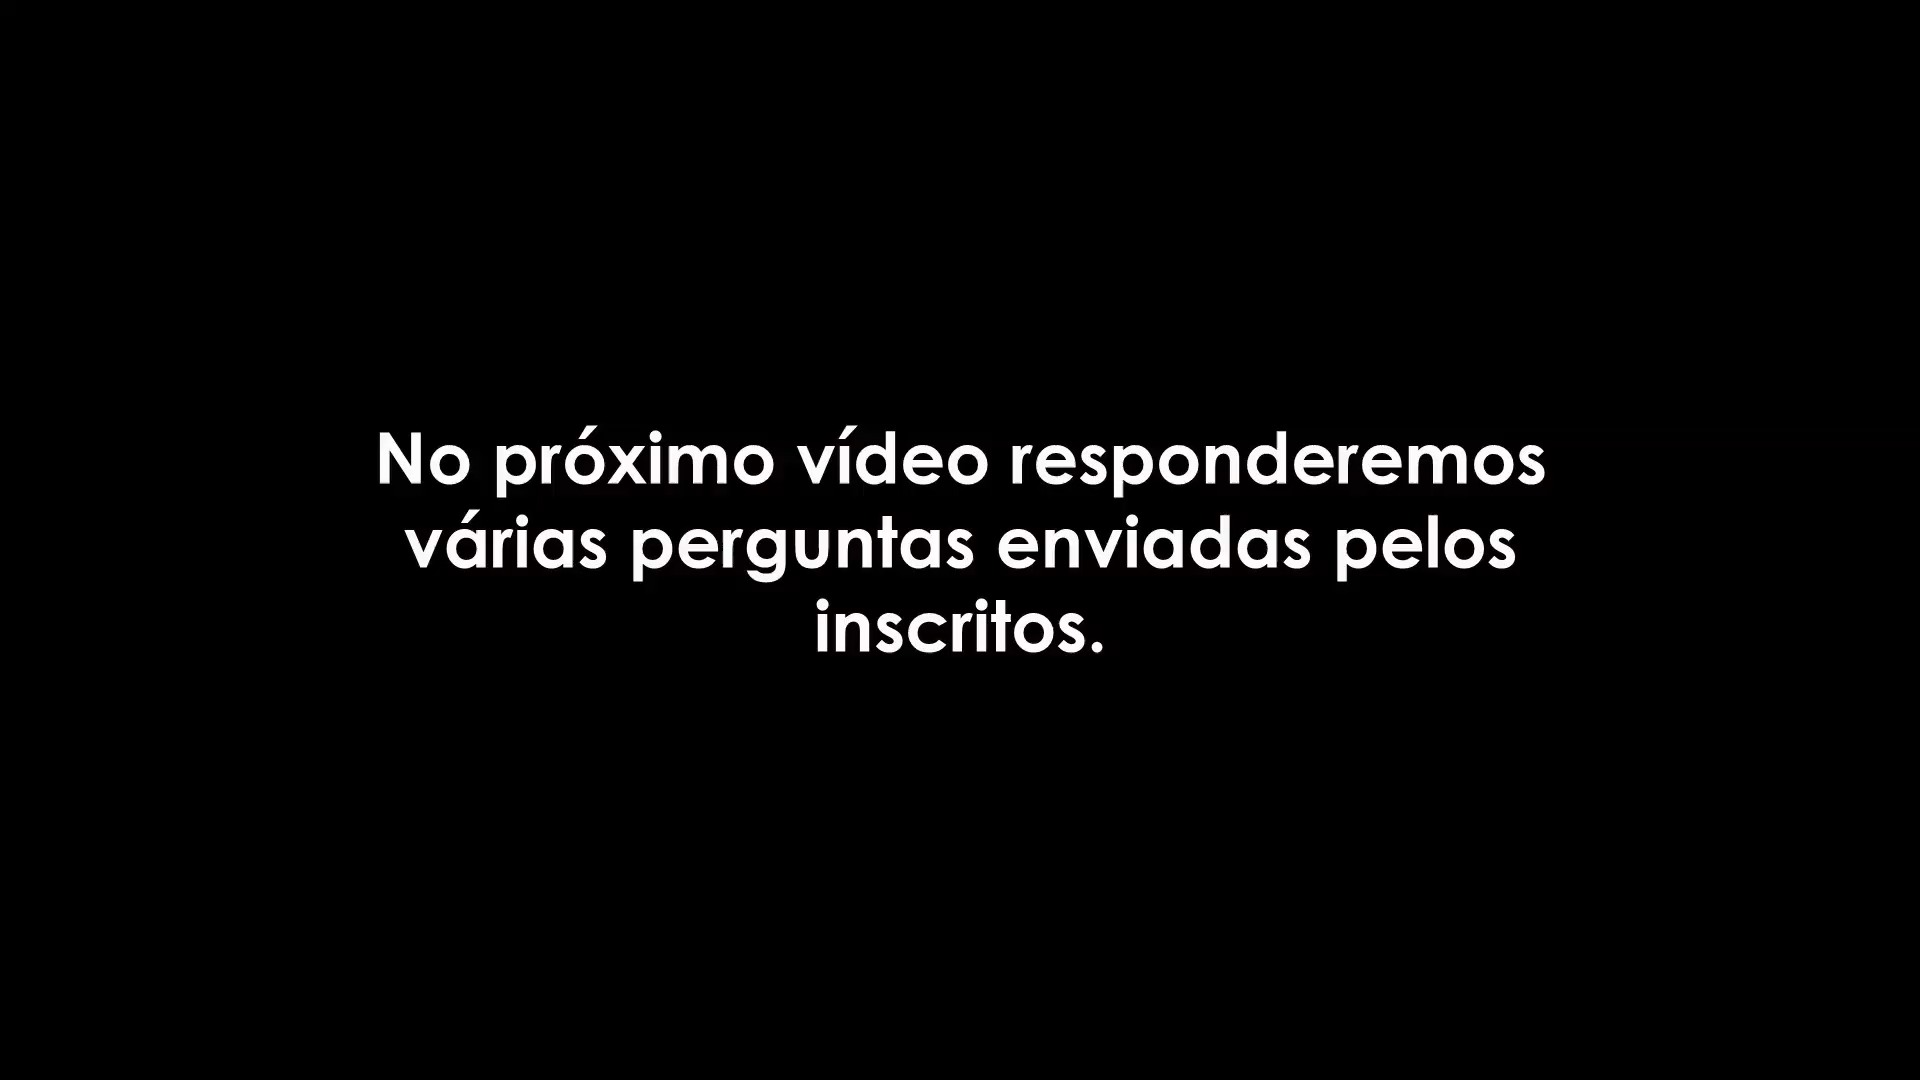 No próximo vídeo responderemos
várias perguntas enviadas pelos
inscritos.